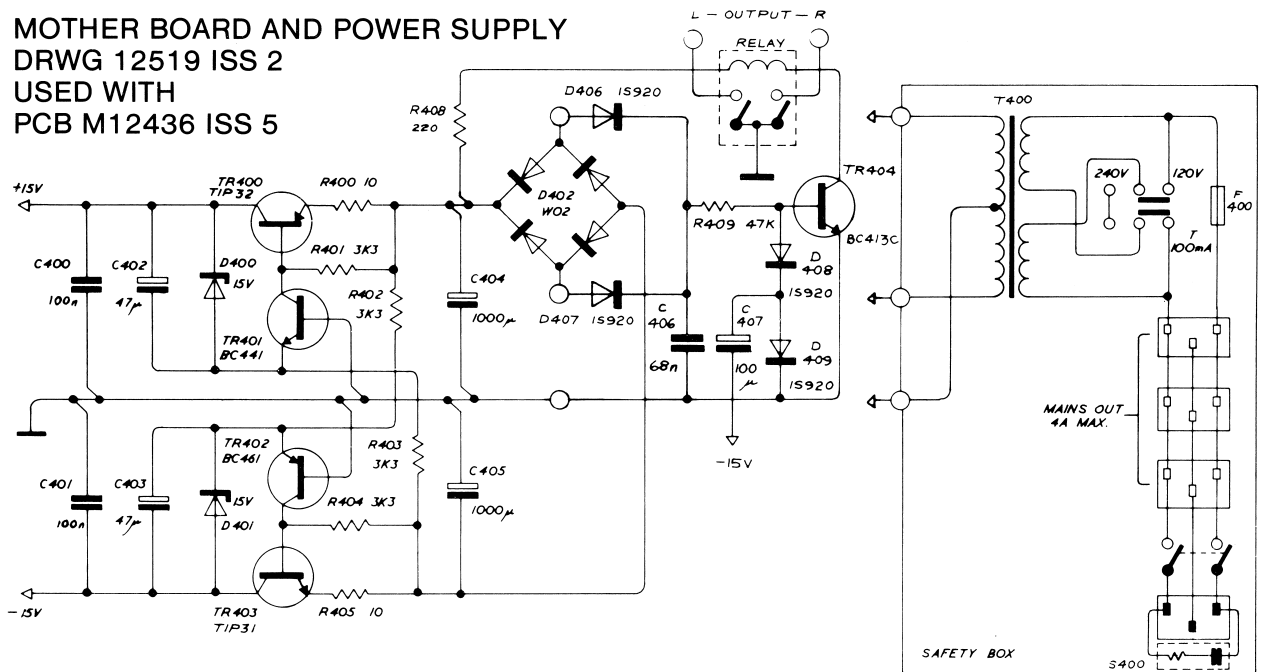 MOTHER BOARD AND POWER SUPPLY
DRWG 12519 ISS 2
USED WITH
PCB M12436 ISS 5
L - OUTPUT - R
RELAY
D406 1S920
R408
220
D402
W02
TR404
BC413C
R409 47K
D
408
1S920
D
409
1S920
C
407
100
µ
-15V
C
406
68n
D407 1S920
+15V
TR400
TIP32
R400 10
R401 3K3
R402
3K3
C400
100n
C402
47µ
D400
15V
TR401
BC441
C404
1000µ
TR402
BC461
R403
3K3
R404 3K3
C401
100n
C403
47µ
15V
D401
C405
1000µ
-15V
TR403
TIP31
R405 10
T400
240V
120V
F
400
T
100mA
MAINS OUT
4A MAX.
SAFETY BOX
S400